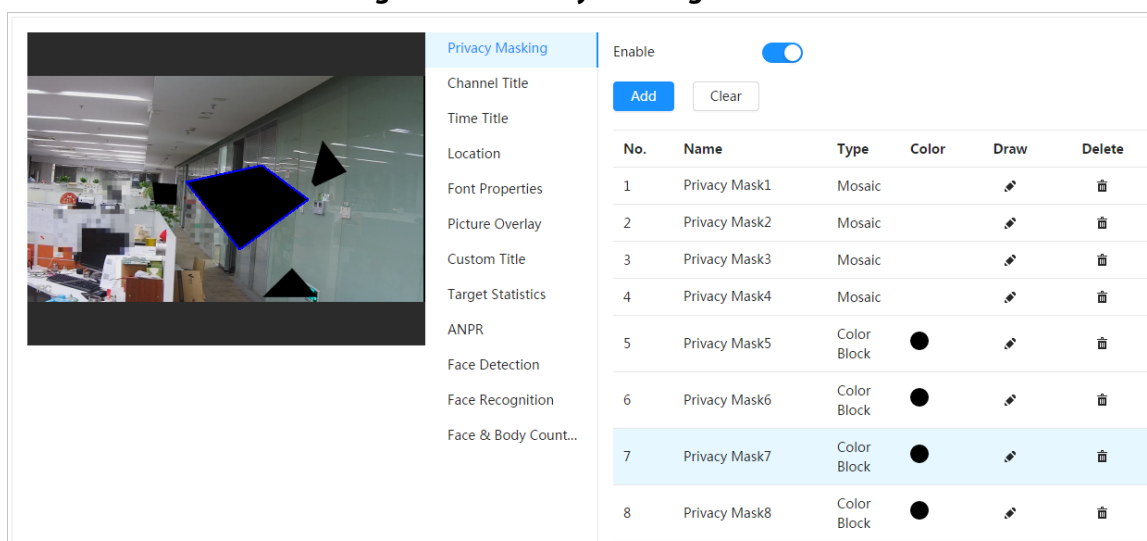 Privacy Masking
Channel Title
Time Title
Location
Font Properties
Picture Overlay
Custom Title
Target Statistics
ANPR
Face Detection
Face Recognition
Face & Body Count...
Enable
Add Clear
No. Name Type Color Draw Delete
1 Privacy Mask1 Mosaic
2 Privacy Mask2 Mosaic
3 Privacy Mask3 Mosaic
4 Privacy Mask4 Mosaic
5 Privacy Mask5 Color
Block
6 Privacy Mask6 Color
Block
7 Privacy Mask7 Color
Block
8 Privacy Mask8 Color
Block